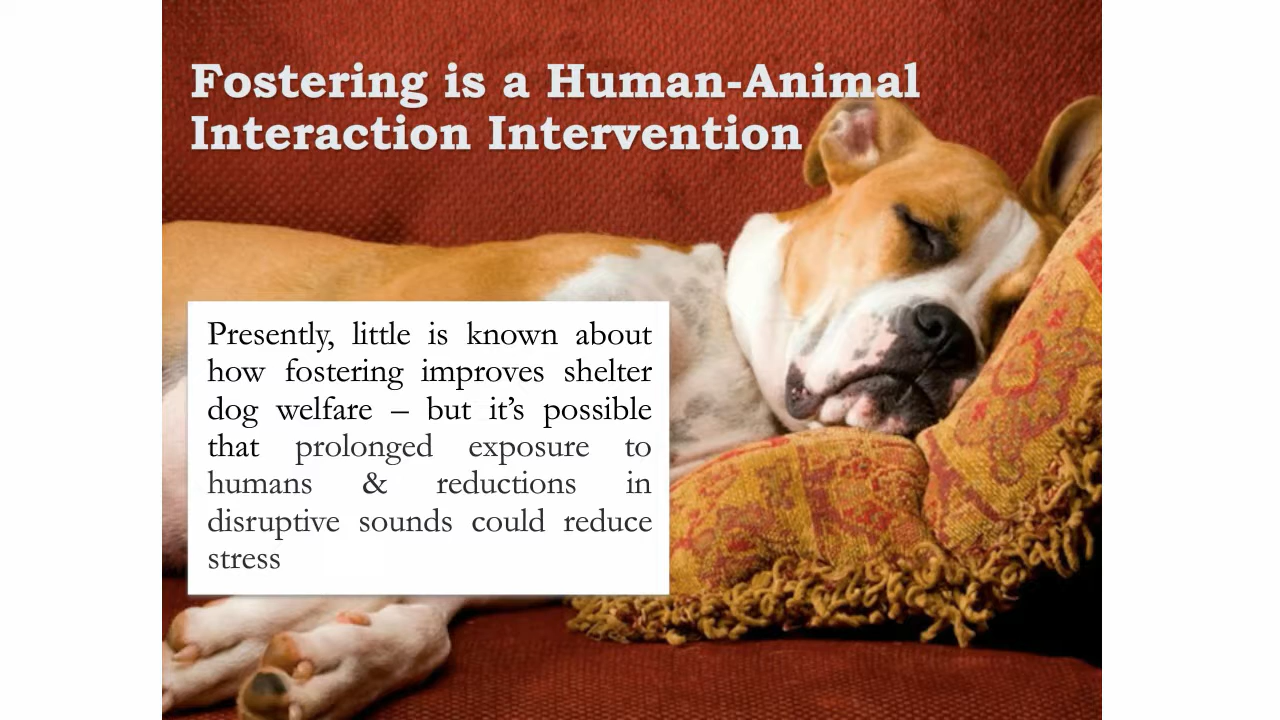 Fostering is a Human-Animal
Interaction Intervention
Presently, little is known about
how fostering improves shelter
dog welfare – but it’s possible
that prolonged exposure to
humans & reductions in
disruptive sounds could reduce
stress